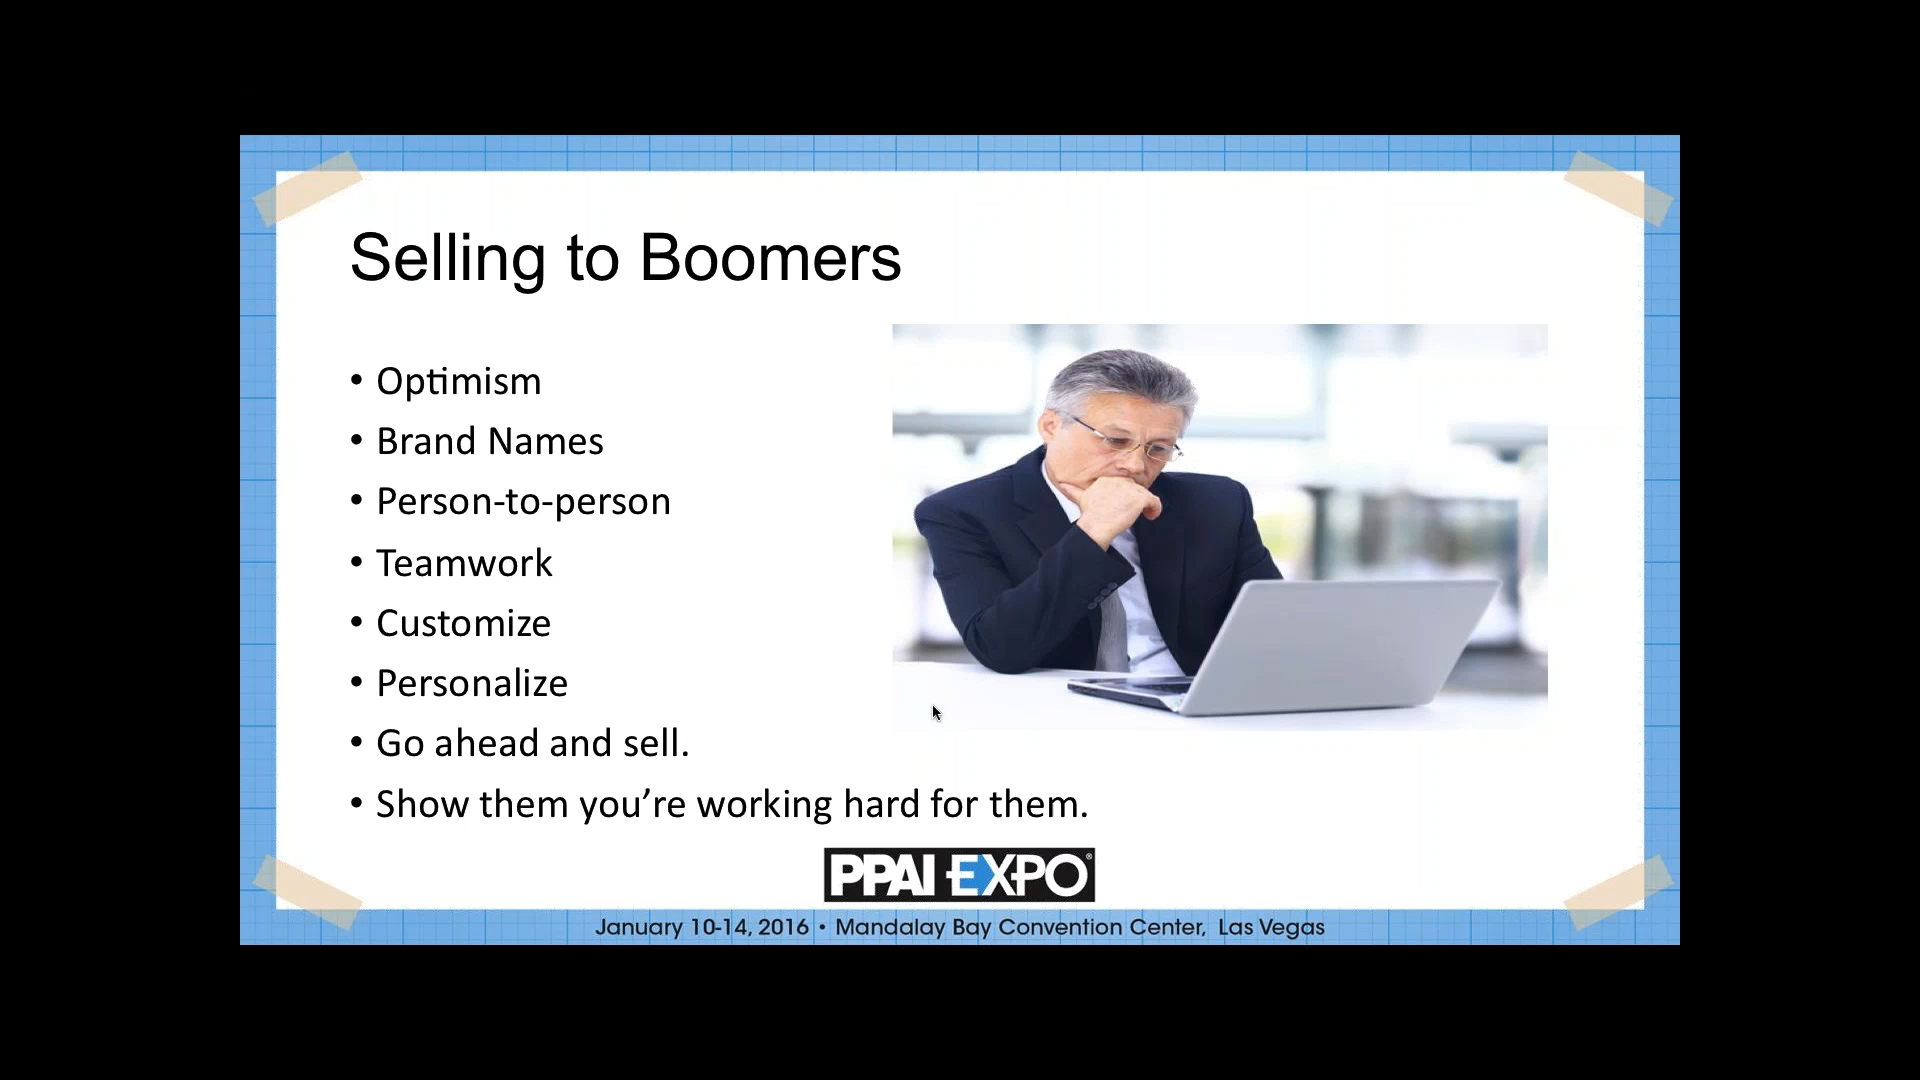 Selling to Boomers
• Optimism
• Brand Names
• Person-to-person
• Teamwork
• Customize
• Personalize
• Go ahead and sell.
• Show them you’re working hard for them.
PPAI EXPO®
January 10-14, 2016 • Mandalay Bay Convention Center, Las Vegas